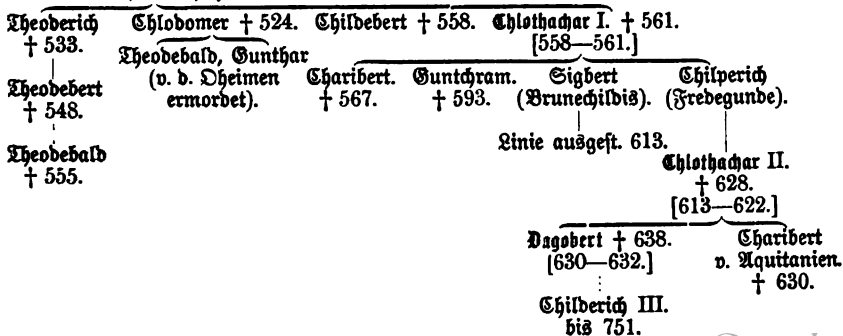 Theoderich Chlodomer † 524. Childebert † 558. Chlothachar I. † 561.
† 533. [558—561.]
Theodebald, Gunthar
(v. d. Oheimen
ermordet).
Charibert. Guntchram. Sigbert Chilperich
† 567. † 593. (Brunechildis). (Fredegunde).
Theodebert
† 548.
Linie ausgest. 613.
Theodebald
† 555.
Chlothachar II.
† 628.
[613—622.]
Dagobert † 638. Charibert
[630—632.] v. Aquitanien.
† 630.
Childerich III.
bis 751.